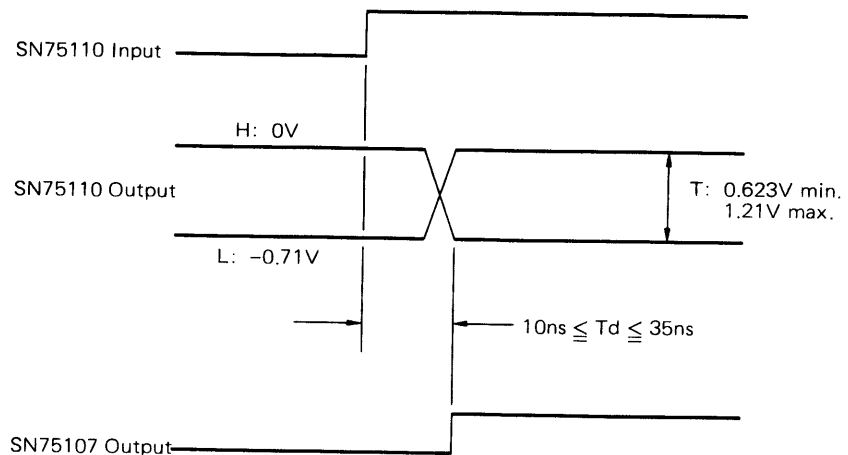 SN75110 Input
H: 0V
SN75110 Output
T: 0.623V min.
1.21V max.
L: −0.71V
10ns ≦ Td ≦ 35ns
SN75107 Output